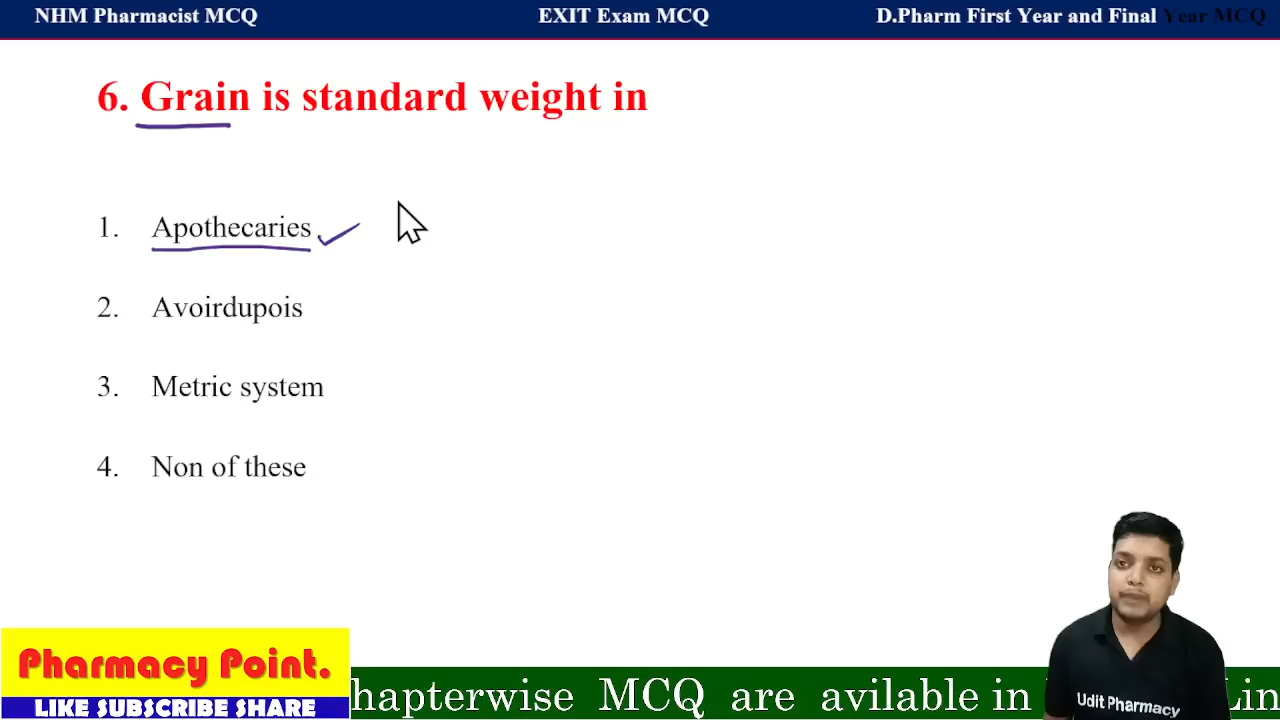 NHM Pharmacist MCQ EXIT Exam MCQ D.Pharm First Year and Final Year MCQ
6. Grain is standard weight in
1. Apothecaries
2. Avoirdupois
3. Metric system
4. Non of these
Pharmacy Point.
LIKE SUBSCRIBE SHARE
hapterwise MCQ are avilable in
Udit Pharmacy